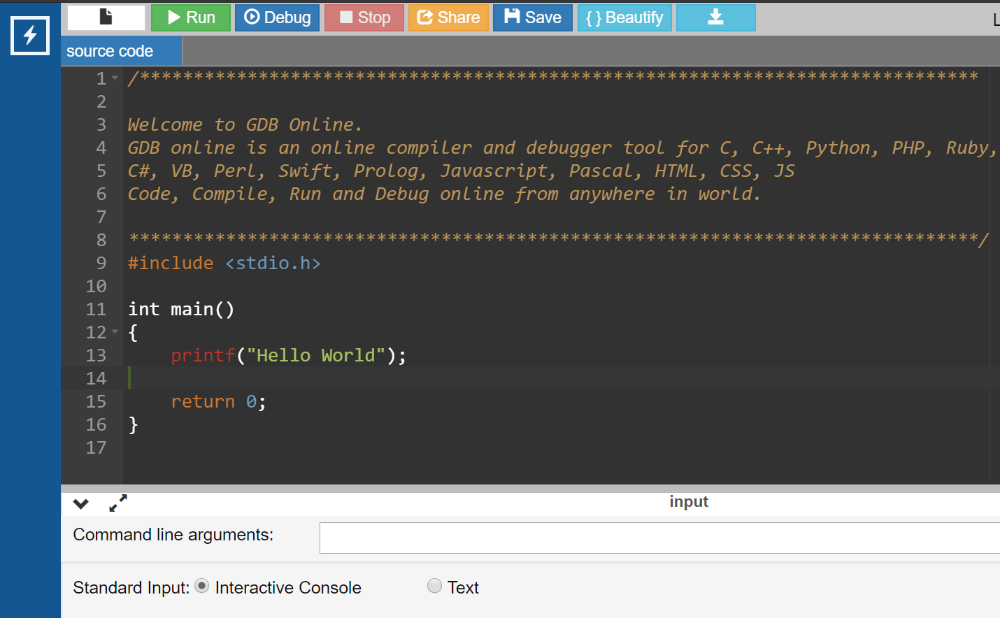 Run Debug Stop Share Save { } Beautify
source code
1 /******************************************************************************
2
3 Welcome to GDB Online.
4 GDB online is an online compiler and debugger tool for C, C++, Python, PHP, Ruby,
5 C#, VB, Perl, Swift, Prolog, Javascript, Pascal, HTML, CSS, JS
6 Code, Compile, Run and Debug online from anywhere in world.
7
8 *******************************************************************************/
9 #include <stdio.h>
10
11 int main()
12 {
13 printf("Hello World");
14
15 return 0;
16 }
17
input
Command line arguments:
Standard Input: Interactive Console Text